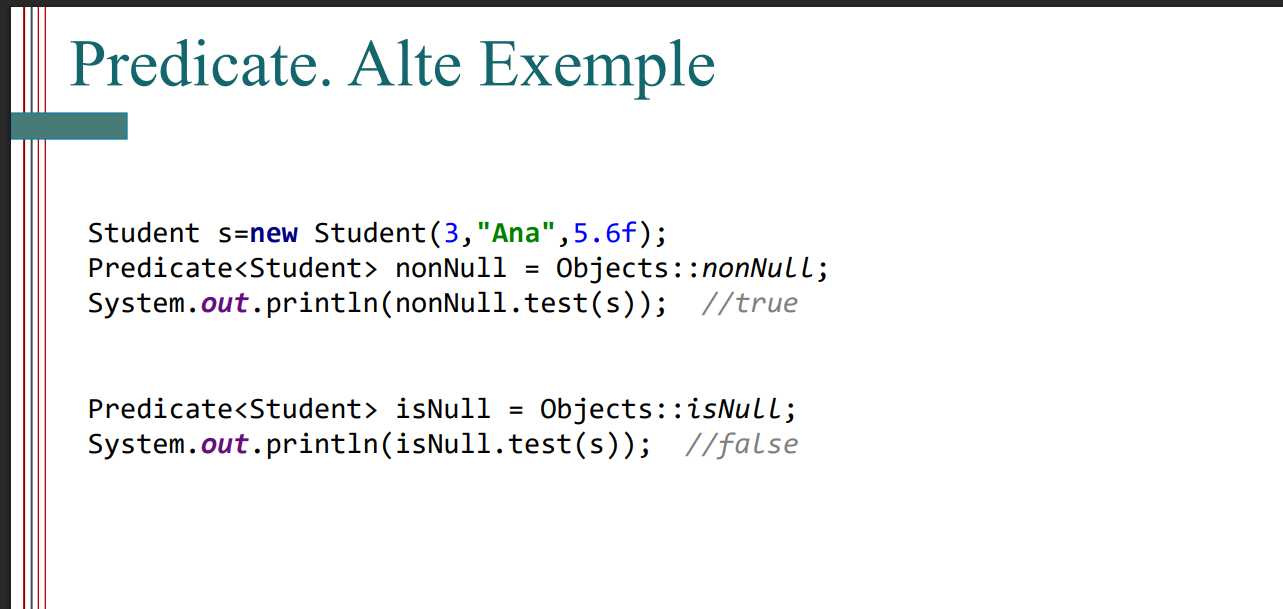 Predicate. Alte Exemple
Student s=new Student(3,"Ana",5.6f);
Predicate<Student> nonNull = Objects::nonNull;
System.out.println(nonNull.test(s));  //true
Predicate<Student> isNull = Objects::isNull;
System.out.println(isNull.test(s));  //false